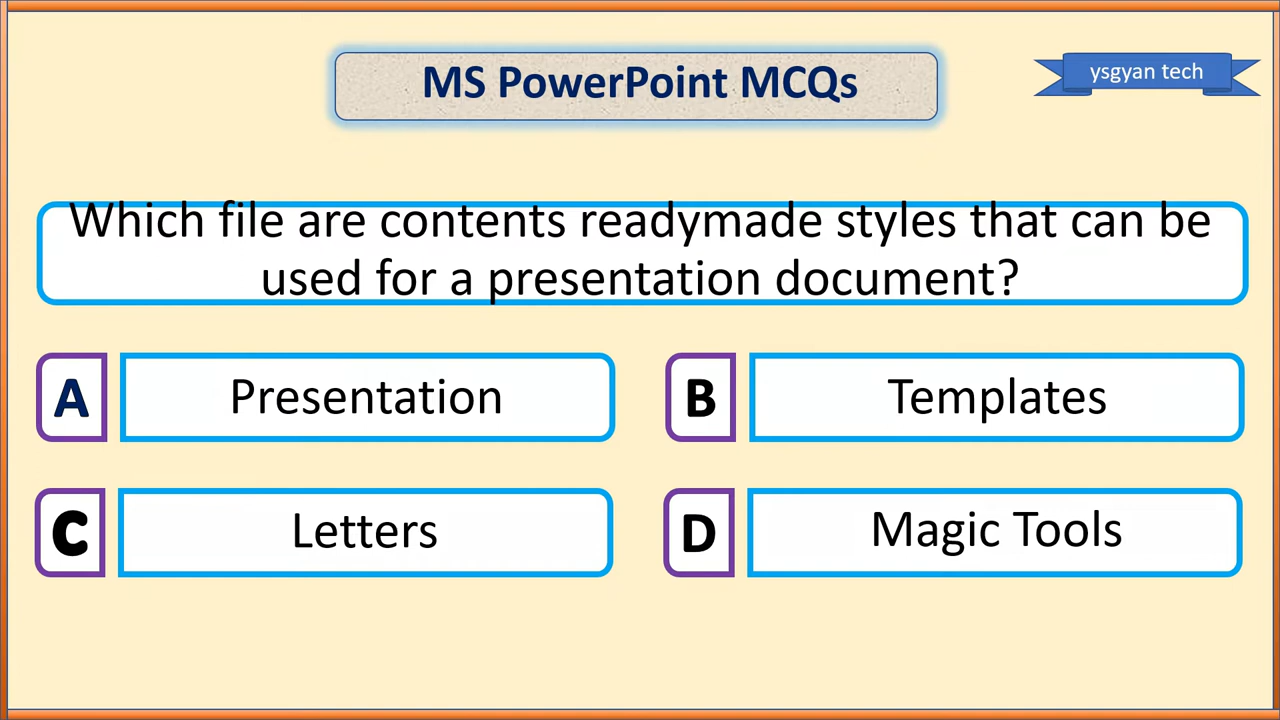 MS PowerPoint MCQs
ysgyan tech
Which file are contents readymade styles that can be
used for a presentation document?
A Presentation
B Templates
C Letters
D Magic Tools